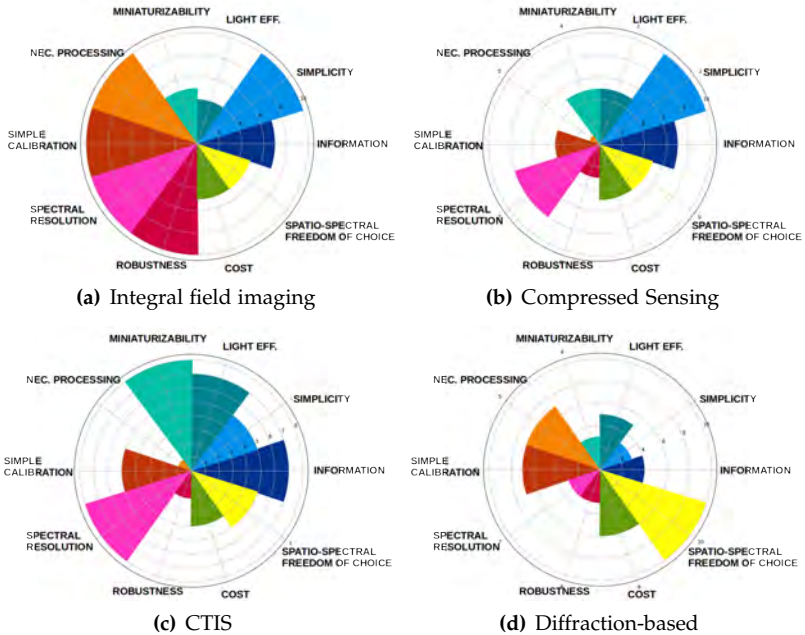 MINIATURIZABILITY
LIGHT EFF.
NEC. PROCESSING
SIMPLICITY
SIMPLE
CALIBRATION
INFORMATION
SPECTRAL
RESOLUTION
SPATIO-SPECTRAL
FREEDOM OF CHOICE
ROBUSTNESS
COST
(a) Integral field imaging
MINIATURIZABILITY
LIGHT EFF.
NEC. PROCESSING
SIMPLICITY
SIMPLE
CALIBRATION
INFORMATION
SPECTRAL
RESOLUTION
SPATIO-SPECTRAL
FREEDOM OF CHOICE
ROBUSTNESS
COST
(b) Compressed Sensing
MINIATURIZABILITY
LIGHT EFF.
NEC. PROCESSING
SIMPLICITY
SIMPLE
CALIBRATION
INFORMATION
SPECTRAL
RESOLUTION
SPATIO-SPECTRAL
FREEDOM OF CHOICE
ROBUSTNESS
COST
(c) CTIS
MINIATURIZABILITY
LIGHT EFF.
NEC. PROCESSING
SIMPLICITY
SIMPLE
CALIBRATION
INFORMATION
SPECTRAL
RESOLUTION
SPATIO-SPECTRAL
FREEDOM OF CHOICE
ROBUSTNESS
COST
(d) Diffraction-based